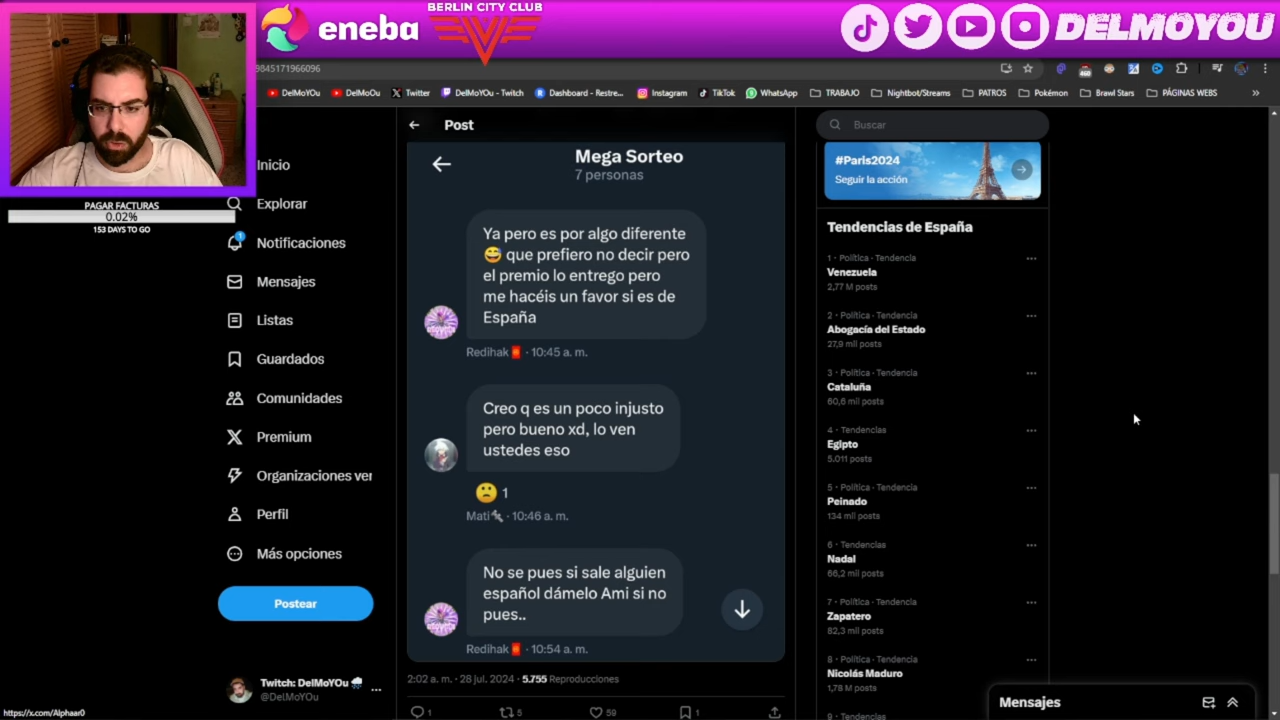 eneba
BERLIN CITY CLUB
DELMOYOU
9845171966096
DelMoYOu
DelMoOu
Twitter
DelMoYOu - Twitch
Dashboard - Restre...
Instagram
TikTok
WhatsApp
TRABAJO
Nightbot/Streams
PATROS
Pokémon
Brawl Stars
PÁGINAS WEBS
PAGAR FACTURAS
0.02%
153 DAYS TO GO
Inicio
Explorar
1
Notificaciones
Mensajes
Listas
Guardados
Comunidades
Premium
Organizaciones ver
Perfil
Más opciones
Postear
Twitch: DelMoYOu 🌧️
@DelMoYOu
...
https://x.com/Alphaar0
← Post
← Mega Sorteo
7 personas
Ya pero es por algo diferente
😅 que prefiero no decir pero
el premio lo entrego pero
me hacéis un favor si es de
España
Redihak🧧 · 10:45 a. m.
Creo q es un poco injusto
pero bueno xd, lo ven
ustedes eso
🙁 1
Mati🔫 · 10:46 a. m.
No se pues si sale alguien
español dámelo Ami si no
pues..
Redihak🧧 · 10:54 a. m.
2:02 a. m. · 28 jul. 2024 · 5.755 Reproducciones
1
5
59
1
Buscar
#Paris2024
Seguir la acción
Tendencias de España
1 · Política · Tendencia
Venezuela
2,77 M posts
2 · Política · Tendencia
Abogacía del Estado
27,9 mil posts
3 · Política · Tendencia
Cataluña
60,6 mil posts
4 · Tendencias
Egipto
5.011 posts
5 · Política · Tendencia
Peinado
134 mil posts
6 · Tendencias
Nadal
66,2 mil posts
7 · Política · Tendencia
Zapatero
82,3 mil posts
8 · Política · Tendencia
Nicolás Maduro
1,78 M posts
Mensajes